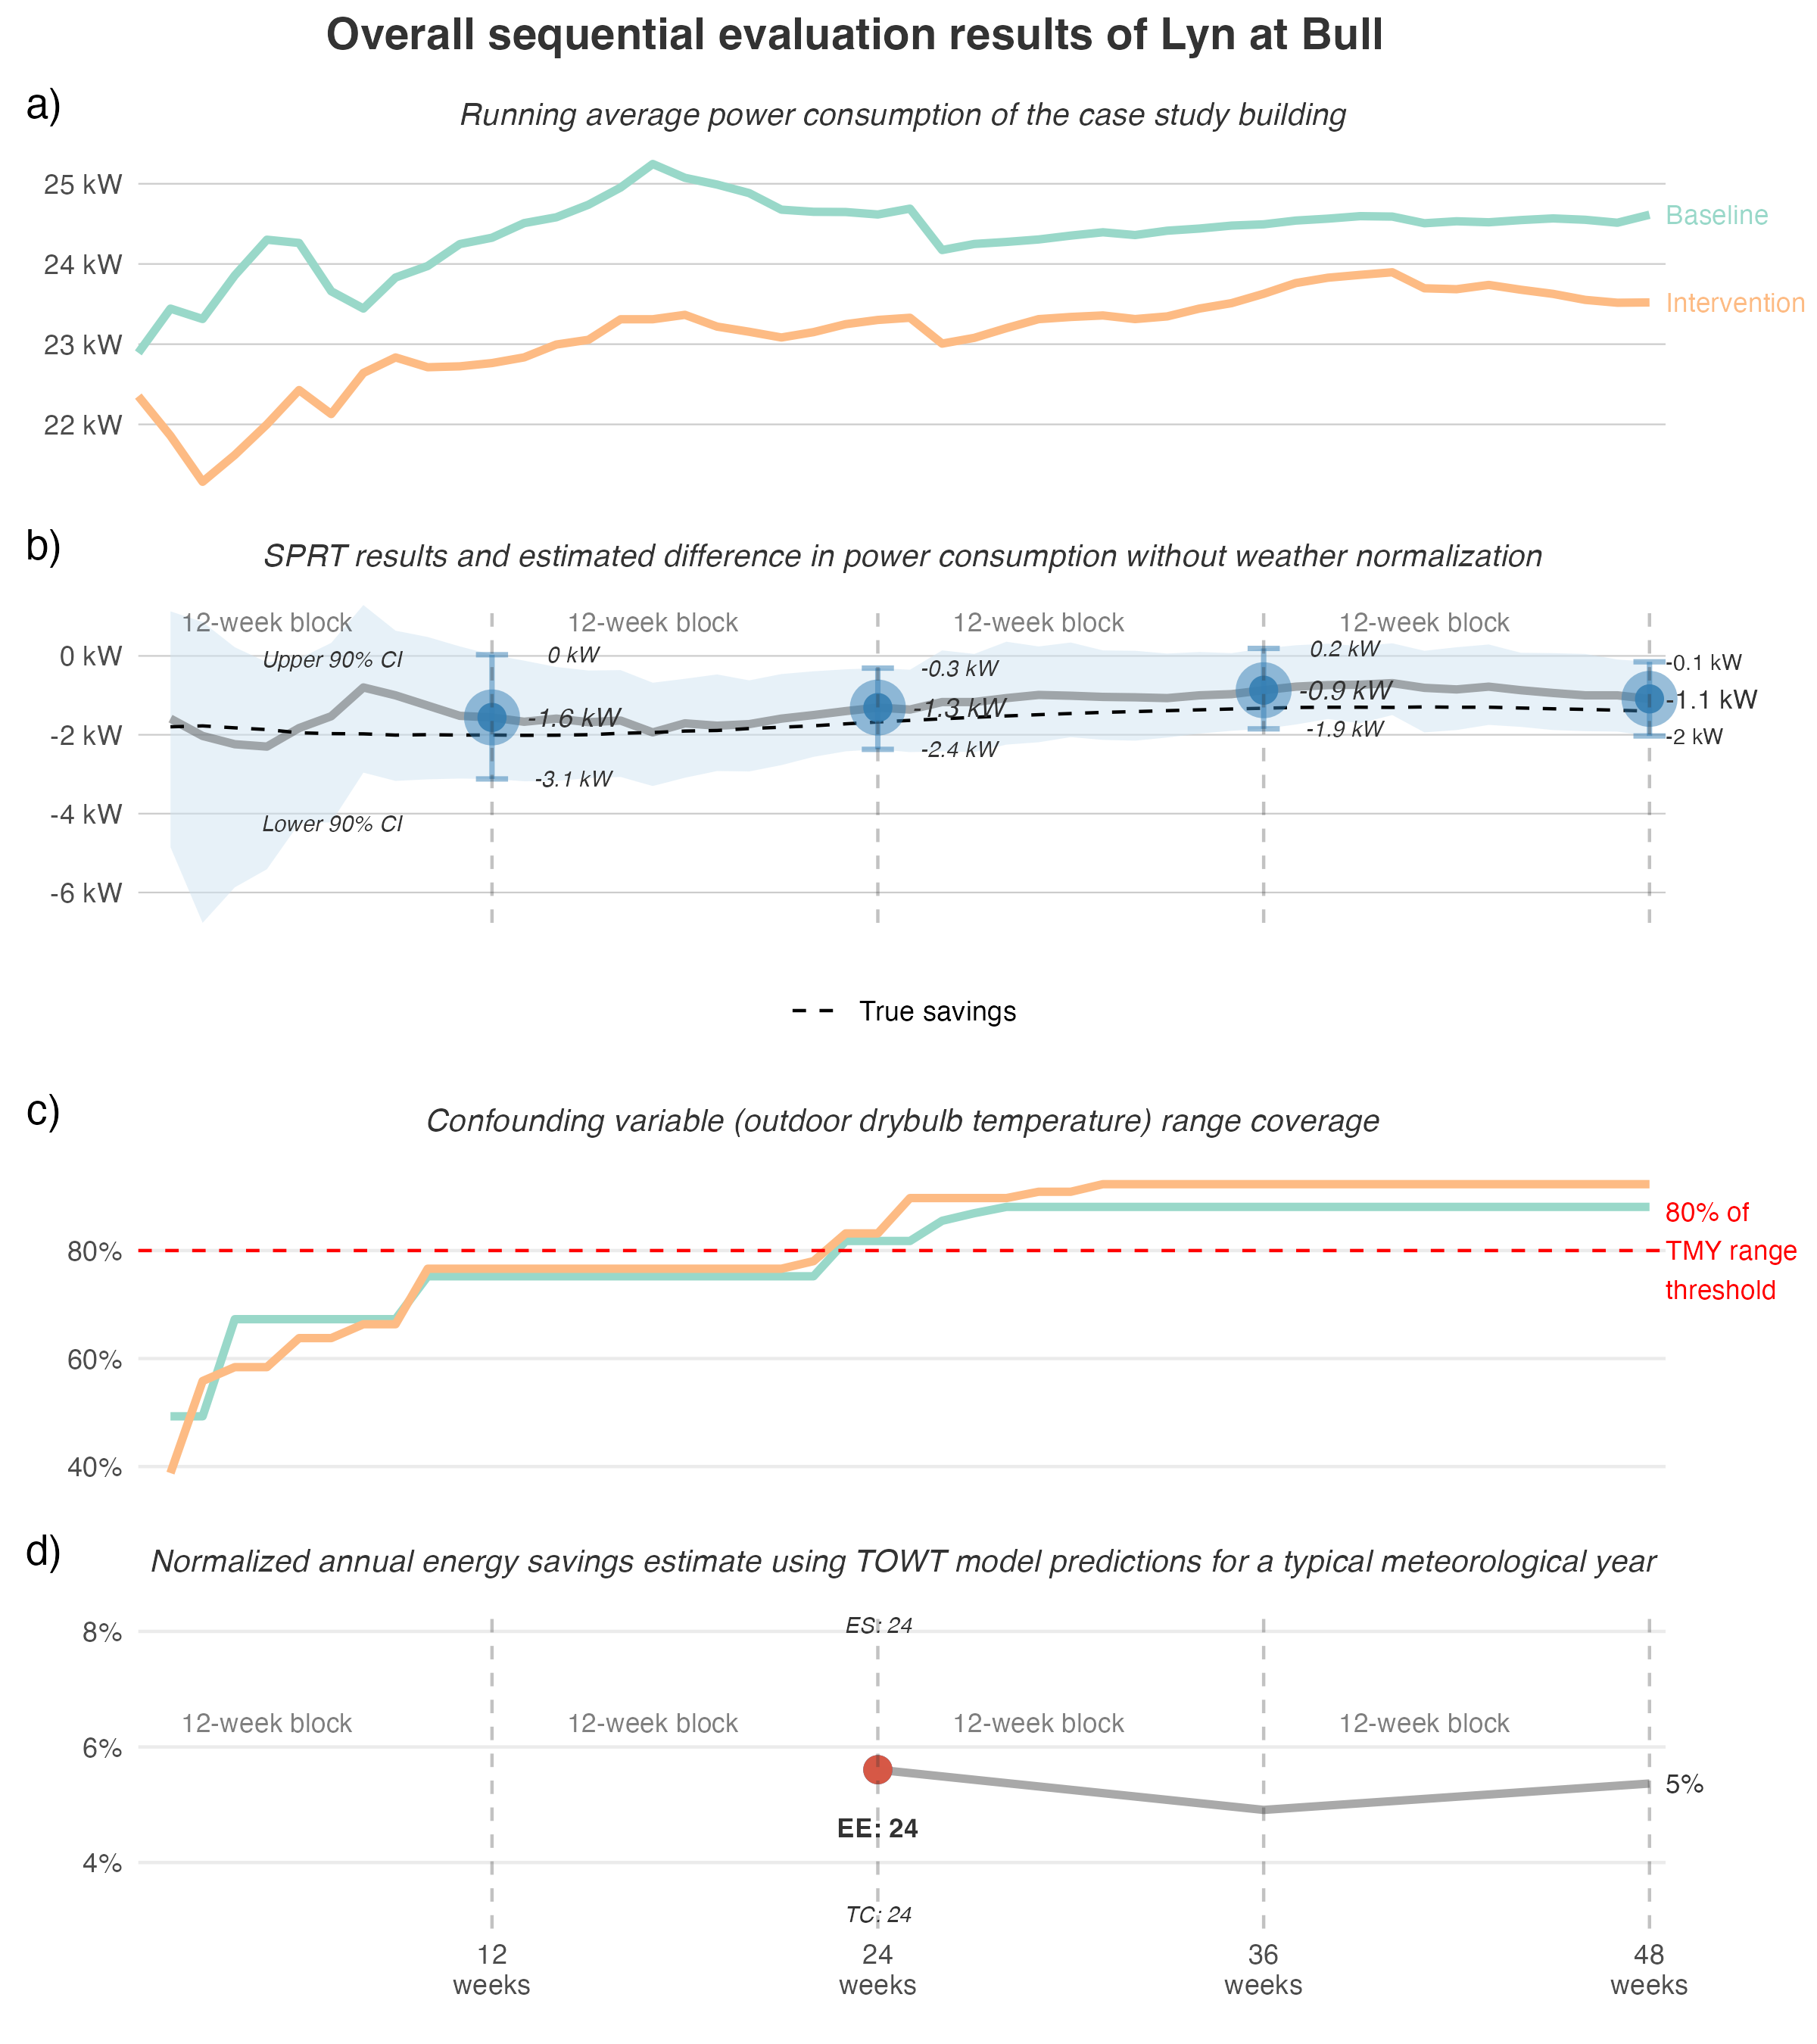 Overall sequential evaluation results of Lyn at Bull
a)
Running average power consumption of the case study building
25 kW
24 kW
23 kW
22 kW
Baseline
Intervention
b)
SPRT results and estimated difference in power consumption without weather normalization
12-week block
12-week block
12-week block
12-week block
0 kW
-2 kW
-4 kW
-6 kW
Upper 90% CI
Lower 90% CI
0 kW
-1.6 kW
-3.1 kW
-0.3 kW
-1.3 kW
-2.4 kW
0.2 kW
-0.9 kW
-1.9 kW
-0.1 kW
-1.1 kW
-2 kW
True savings
c)
Confounding variable (outdoor drybulb temperature) range coverage
80%
60%
40%
80% of
TMY range
threshold
d)
Normalized annual energy savings estimate using TOWT model predictions for a typical meteorological year
8%
6%
4%
ES: 24
12-week block
12-week block
12-week block
12-week block
5%
EE: 24
TC: 24
12
weeks
24
weeks
36
weeks
48
weeks